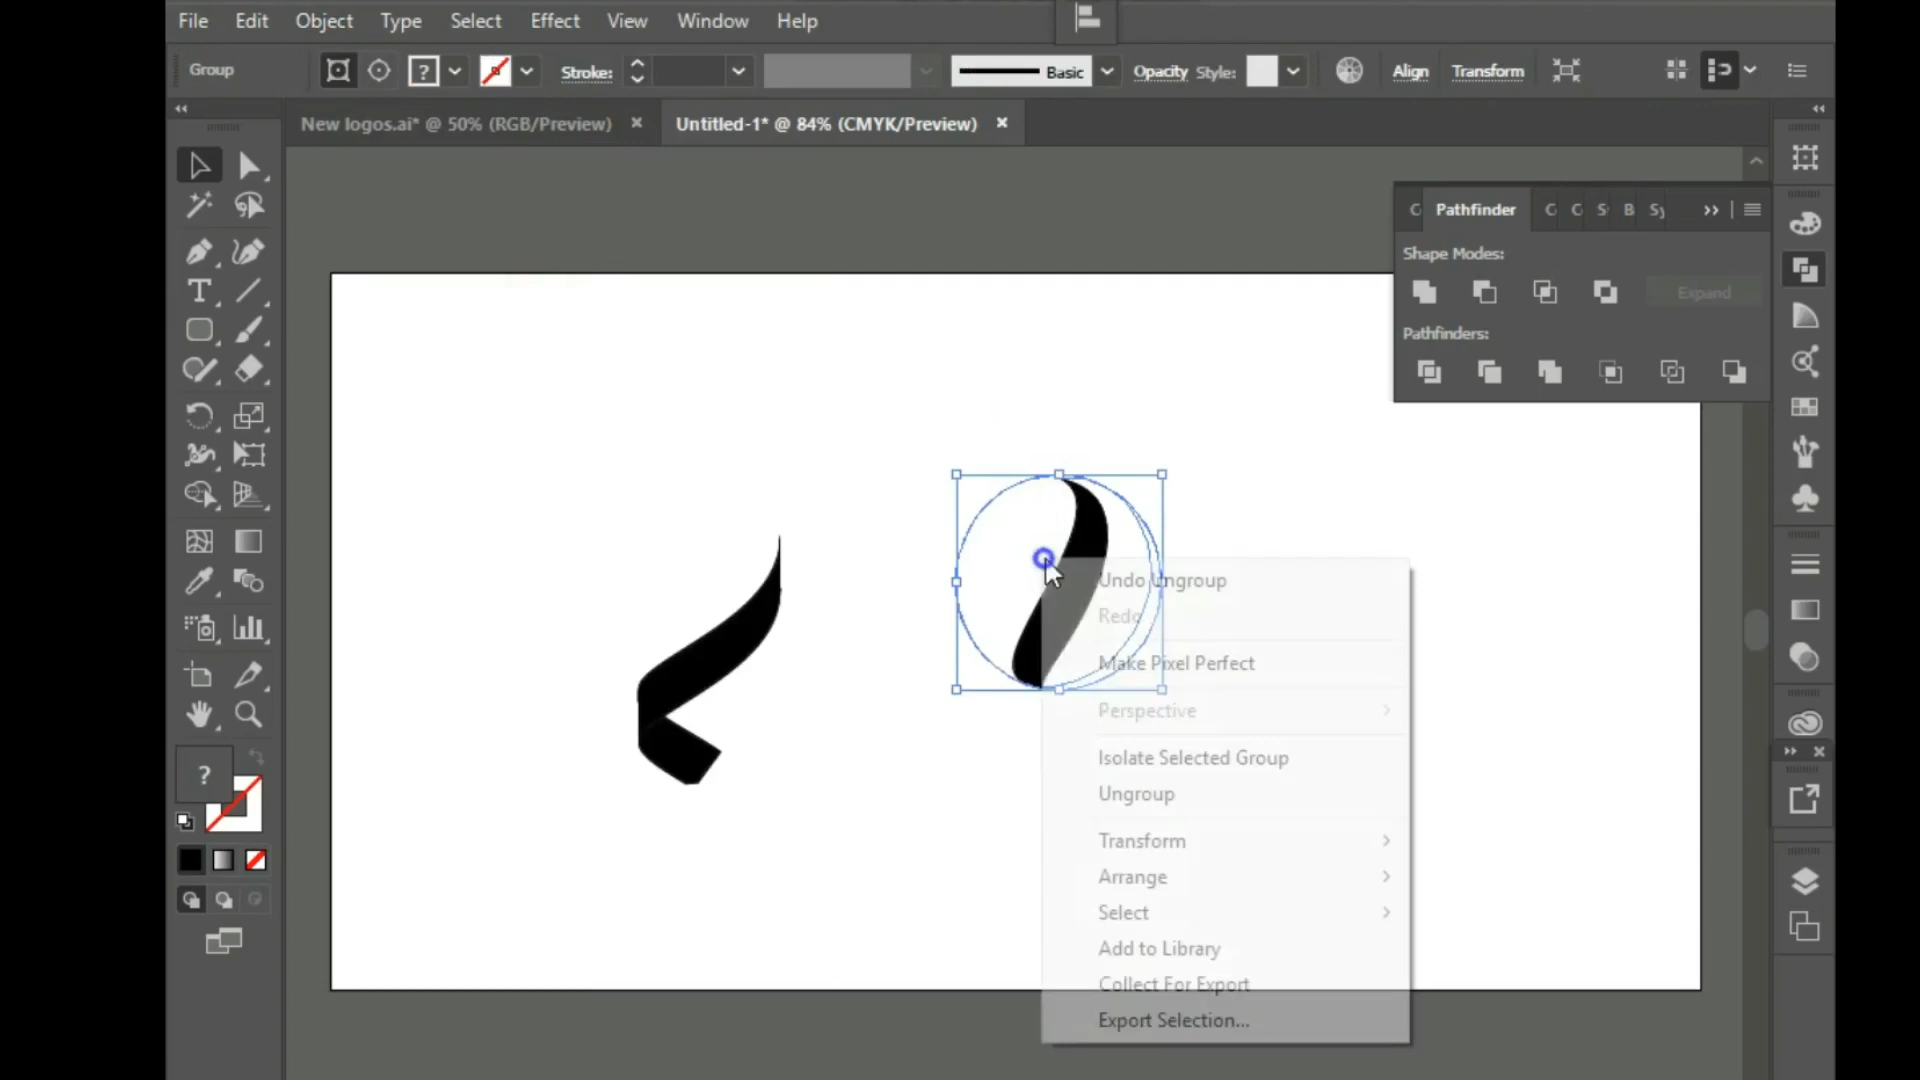 File Edit Object Type Select Effect View Window Help
Group ? Stroke: Basic Opacity Style: Align Transform
New logos.ai* @ 50% (RGB/Preview) × Untitled-1* @ 84% (CMYK/Preview) ×
Pathfinder
Shape Modes:
Expand
Pathfinders:
Undo Ungroup
Redo
Make Pixel Perfect
Perspective
Isolate Selected Group
Ungroup
Transform
Arrange
Select
Add to Library
Collect For Export
Export Selection...
?